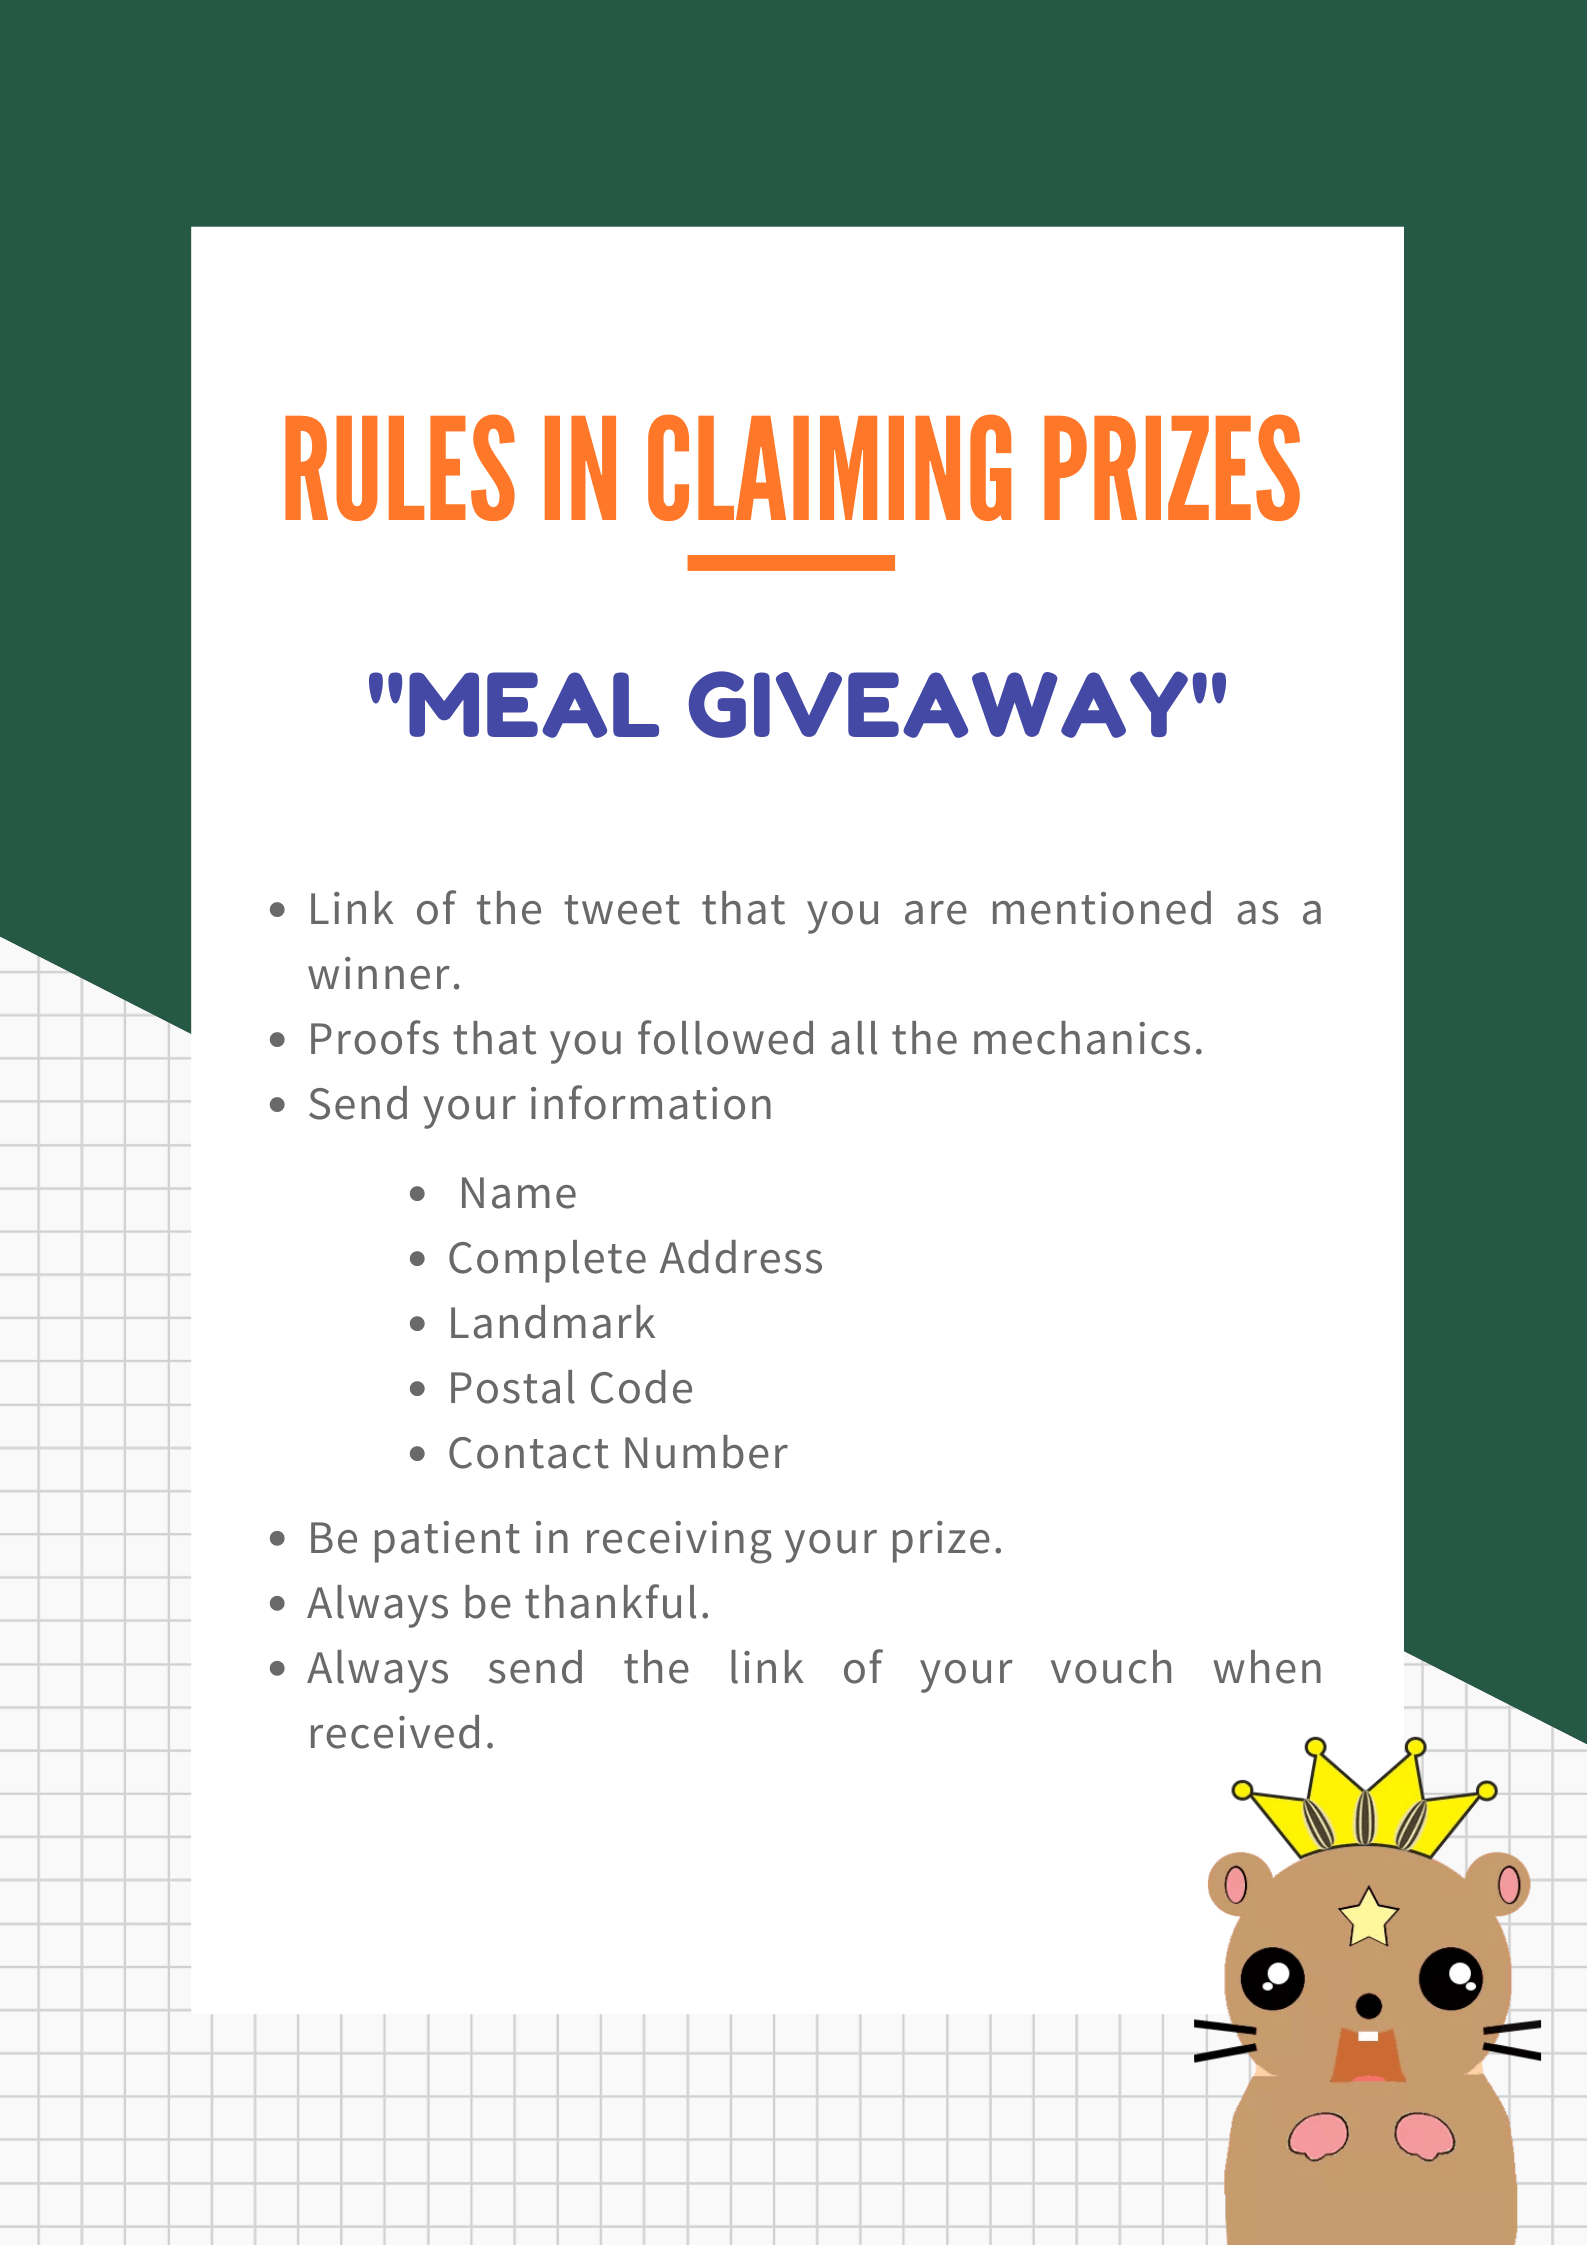 RULES IN CLAIMING PRIZES
"MEAL GIVEAWAY"
• Link of the tweet that you are mentioned as a
winner.
• Proofs that you followed all the mechanics.
• Send your information
• Name
• Complete Address
• Landmark
• Postal Code
• Contact Number
• Be patient in receiving your prize.
• Always be thankful.
• Always send the link of your vouch when
received.